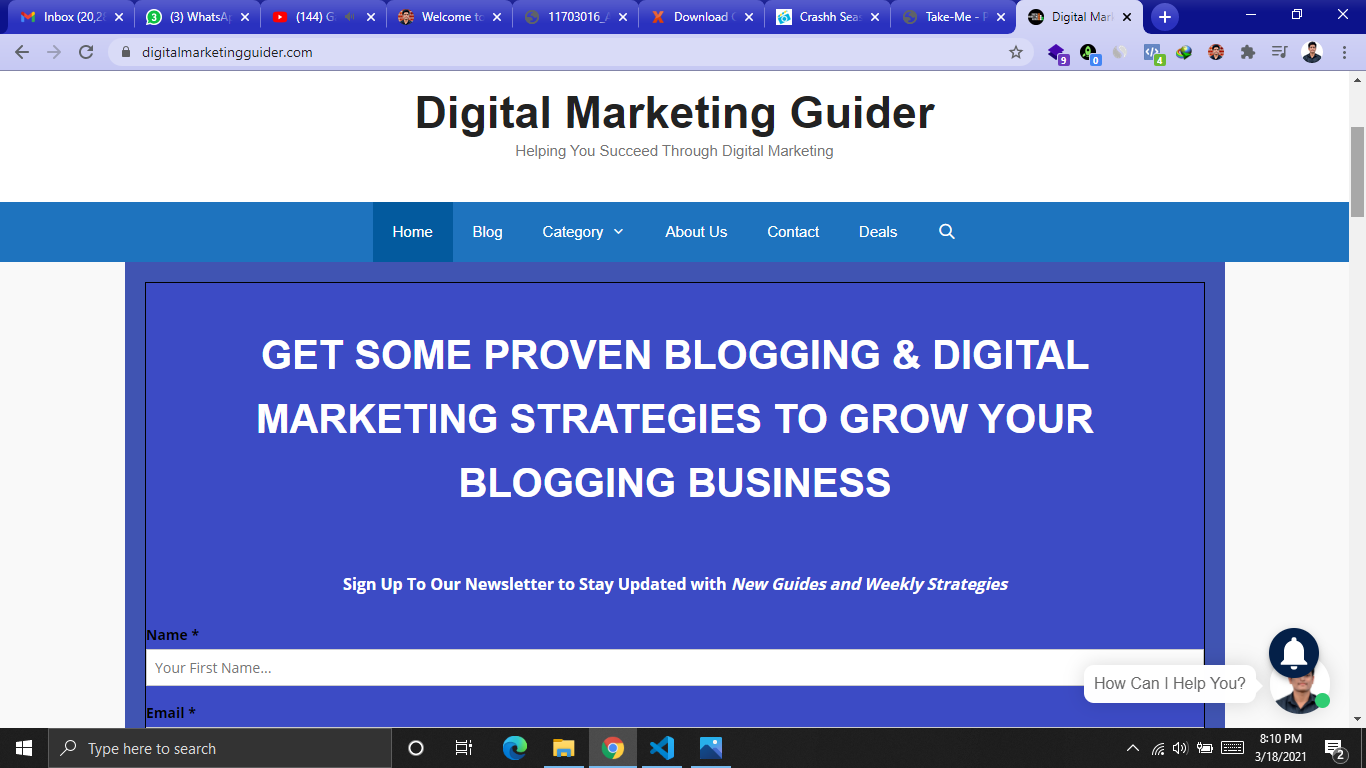 Inbox (20,2
(3) WhatsA
(144) G
Welcome to
11703016_
Download
Crashh Sea
Take-Me - P
Digital Mar
digitalmarketingguider.com
9
0
4
Digital Marketing Guider
Helping You Succeed Through Digital Marketing
Home
Blog
Category
About Us
Contact
Deals
GET SOME PROVEN BLOGGING & DIGITAL
MARKETING STRATEGIES TO GROW YOUR
BLOGGING BUSINESS
Sign Up To Our Newsletter to Stay Updated with New Guides and Weekly Strategies
Name *
Your First Name...
How Can I Help You?
Email *
Type here to search
8:10 PM
3/18/2021
2